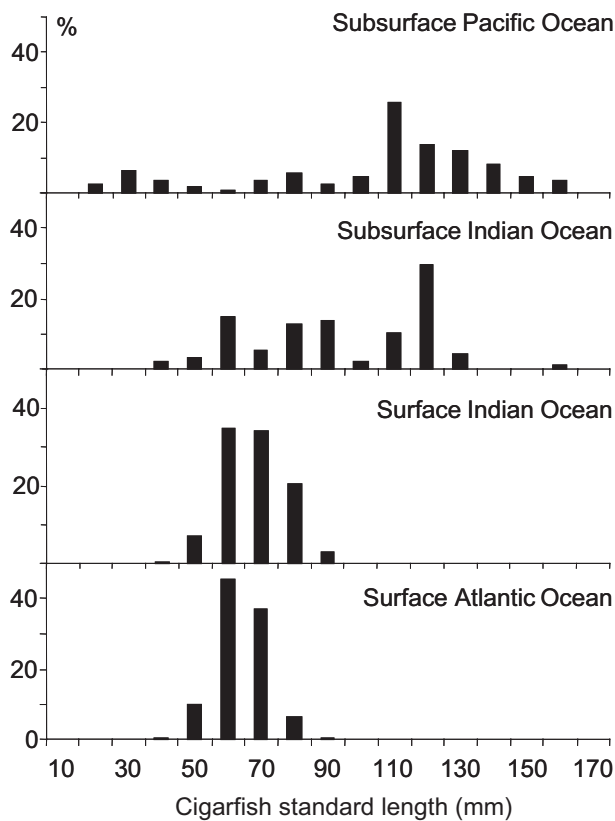 %
Subsurface Pacific Ocean
40
20
Subsurface Indian Ocean
40
20
Surface Indian Ocean
40
20
Surface Atlantic Ocean
40
20
0
10 30 50 70 90 110 130 150 170
Cigarfish standard length (mm)